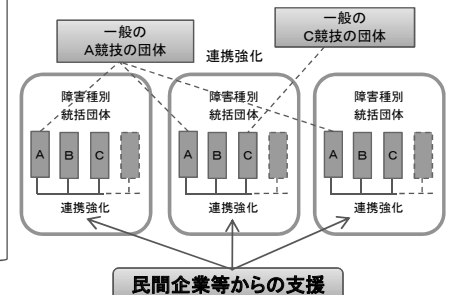 一般の
A競技の団体
一般の
C競技の団体
連携強化
障害種別
統括団体
A B C
連携強化
障害種別
統括団体
A B C
連携強化
障害種別
統括団体
A B C
連携強化
民間企業等からの支援